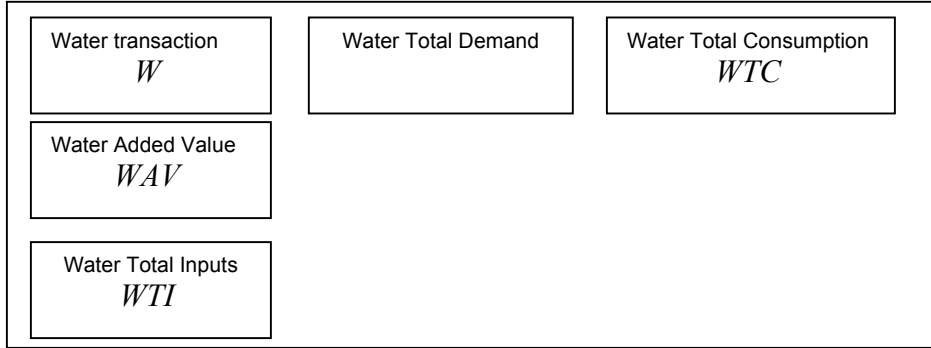 Water transaction
W
Water Total Demand
Water Total Consumption
WTC
Water Added Value
WAV
Water Total Inputs
WTI